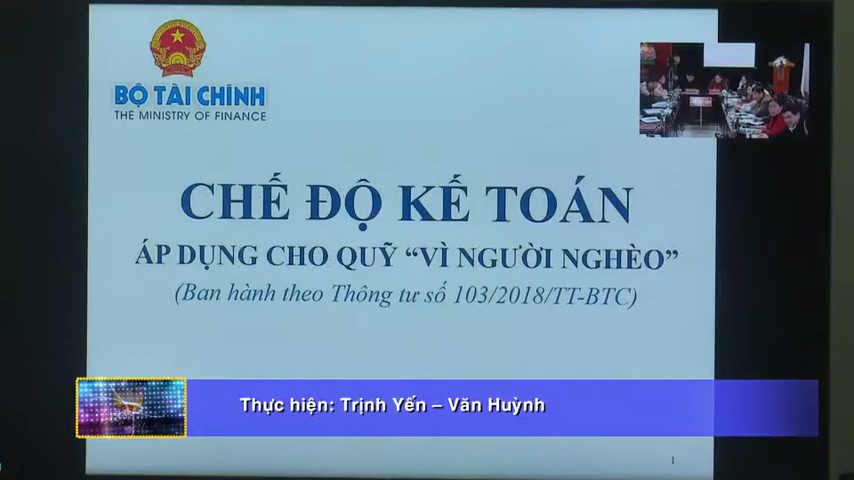 BỘ TÀI CHÍNH
THE MINISTRY OF FINANCE
CHẾ ĐỘ KẾ TOÁN
ÁP DỤNG CHO QUỸ “VÌ NGƯỜI NGHÈO”
(Ban hành theo Thông tư số 103/2018/TT-BTC)
Thực hiện: Trịnh Yến – Văn Huỳnh
1